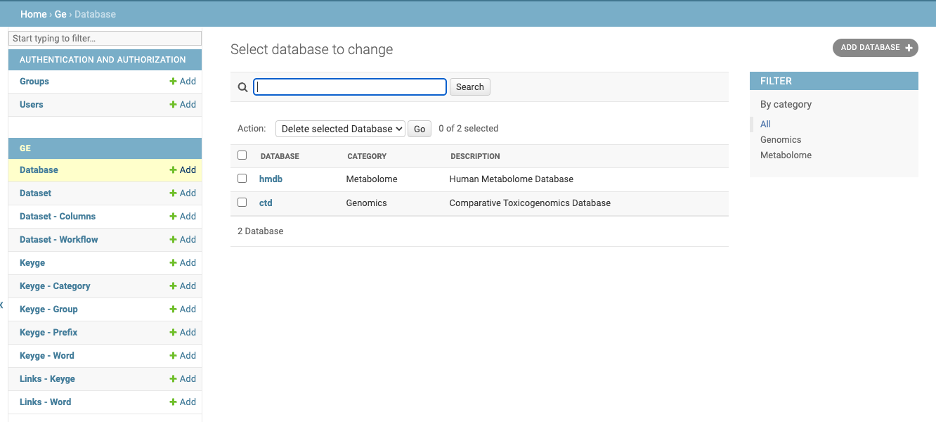 Home › Ge › Database
Start typing to filter...
AUTHENTICATION AND AUTHORIZATION
Groups + Add
Users + Add
GE
Database + Add
Dataset + Add
Dataset - Columns + Add
Dataset - Workflow + Add
Keyge + Add
Keyge - Category + Add
Keyge - Group + Add
Keyge - Prefix + Add
Keyge - Word + Add
Links - Keyge + Add
Links - Word + Add
Select database to change
ADD DATABASE +
Search
Action: Delete selected Database Go 0 of 2 selected
DATABASE CATEGORY DESCRIPTION
hmdb Metabolome Human Metabolome Database
ctd Genomics Comparative Toxicogenomics Database
2 Database
FILTER
By category
All
Genomics
Metabolome